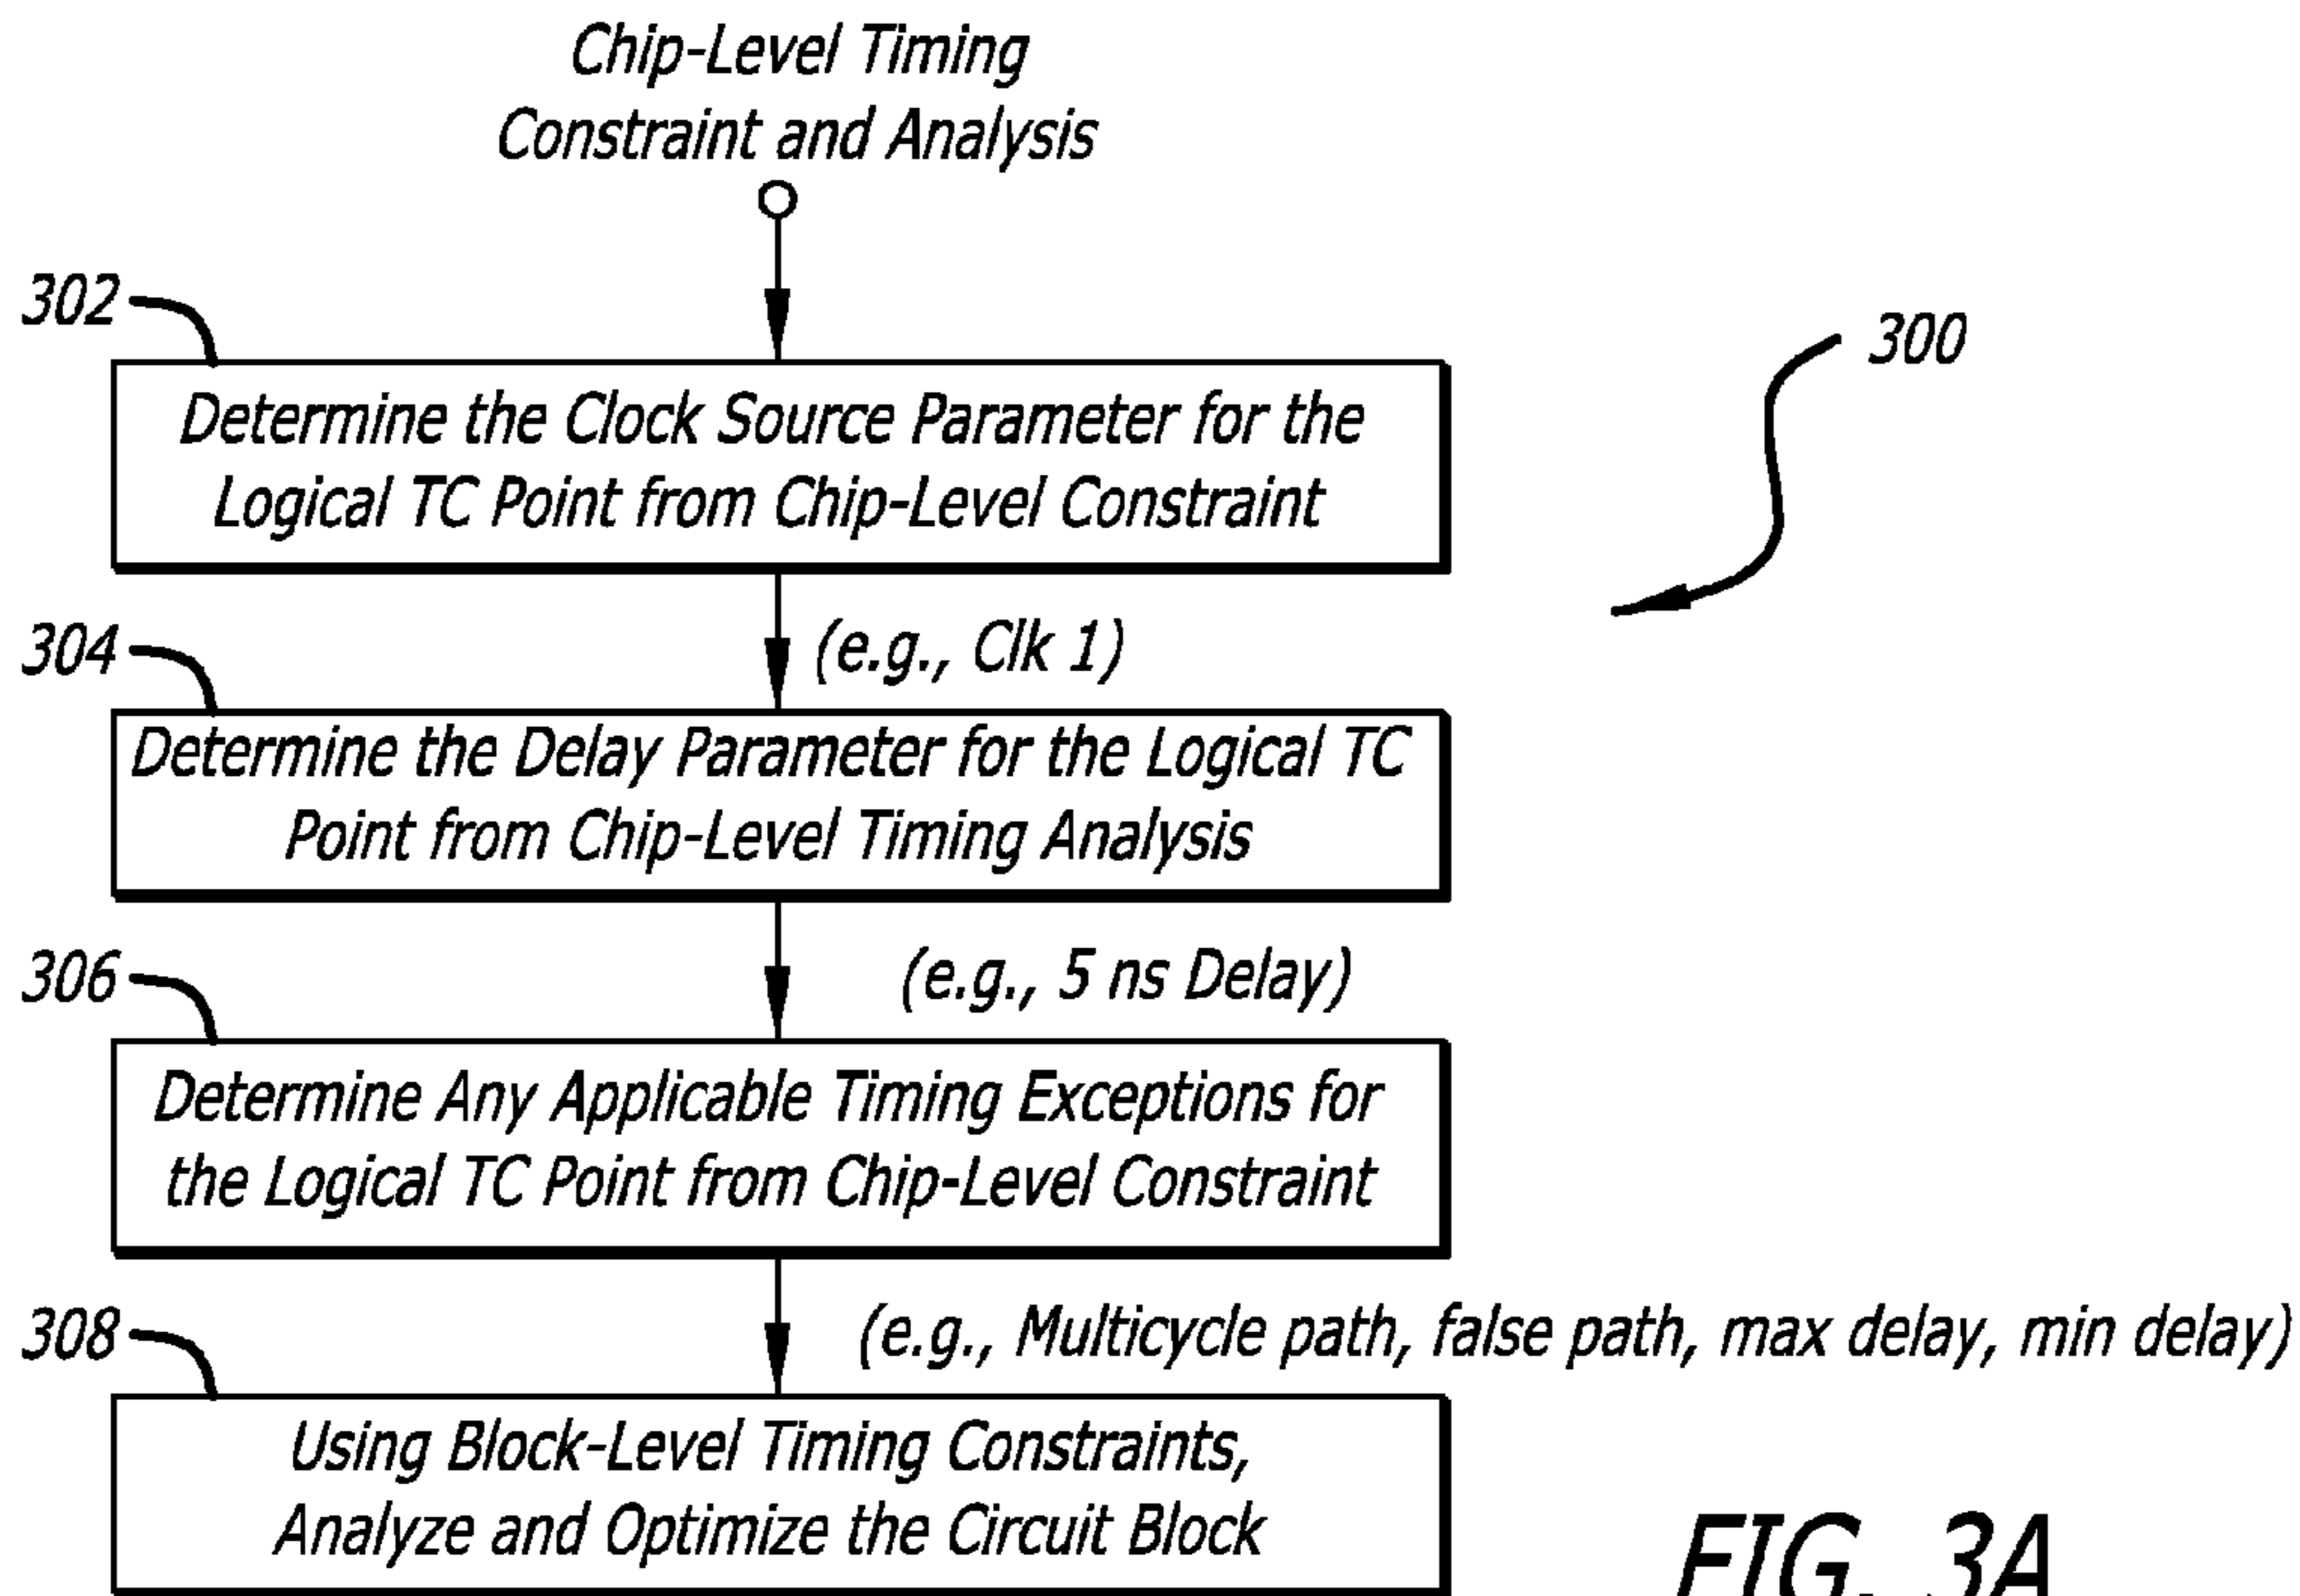 Chip-Level Timing
Constraint and Analysis
302
300
Determine the Clock Source Parameter for the
Logical TC Point from Chip-Level Constraint
(e.g., Clk 1)
304
Determine the Delay Parameter for the Logical TC
Point from Chip-Level Timing Analysis
(e.g., 5 ns Delay)
306
Determine Any Applicable Timing Exceptions for
the Logical TC Point from Chip-Level Constraint
(e.g., Multicycle path, false path, max delay, min delay)
308
Using Block-Level Timing Constraints,
Analyze and Optimize the Circuit Block
FIG. 3A